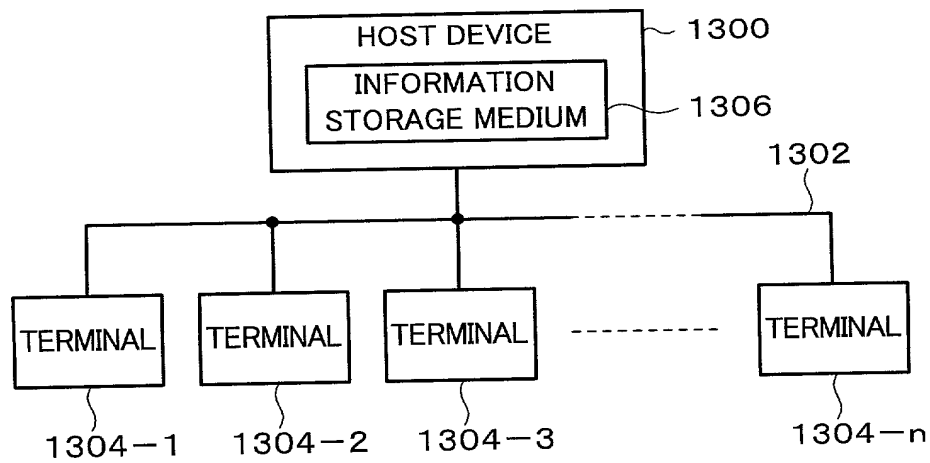 HOST DEVICE
1300
INFORMATION
STORAGE MEDIUM
1306
1302
TERMINAL
TERMINAL
TERMINAL
TERMINAL
1304-1
1304-2
1304-3
1304-n